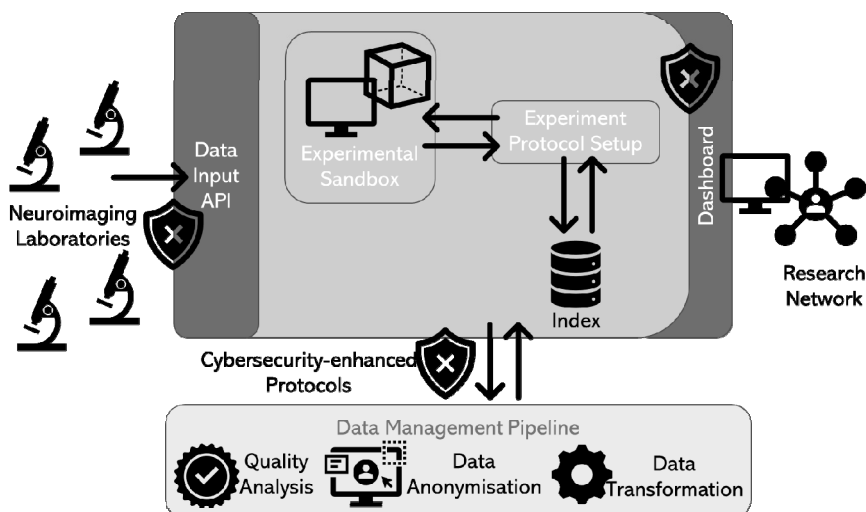 Experimental
Sandbox
Experiment
Protocol Setup
Data
Input
API
Neuroimaging
Laboratories
Dashboard
Index
Research
Network
Cybersecurity-enhanced
Protocols
Data Management Pipeline
Quality
Analysis
Data
Anonymisation
Data
Transformation